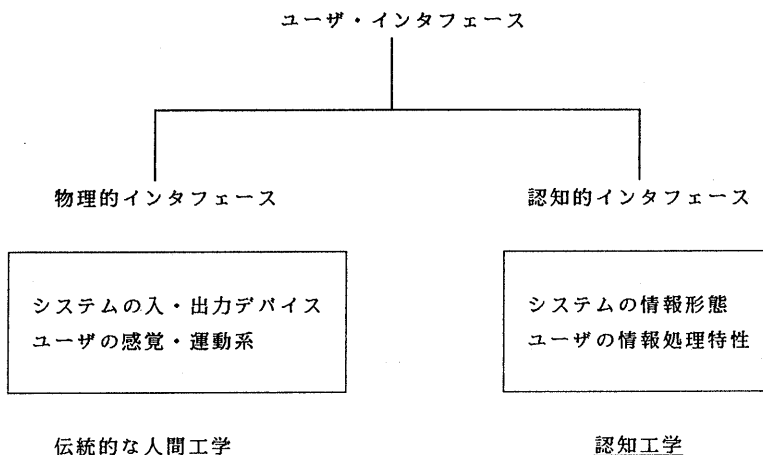 ユーザ・インタフェース
物理的インタフェース
認知的インタフェース
システムの入・出力デバイス
ユーザの感覚・運動系
システムの情報形態
ユーザの情報処理特性
伝統的な人間工学
認知工学